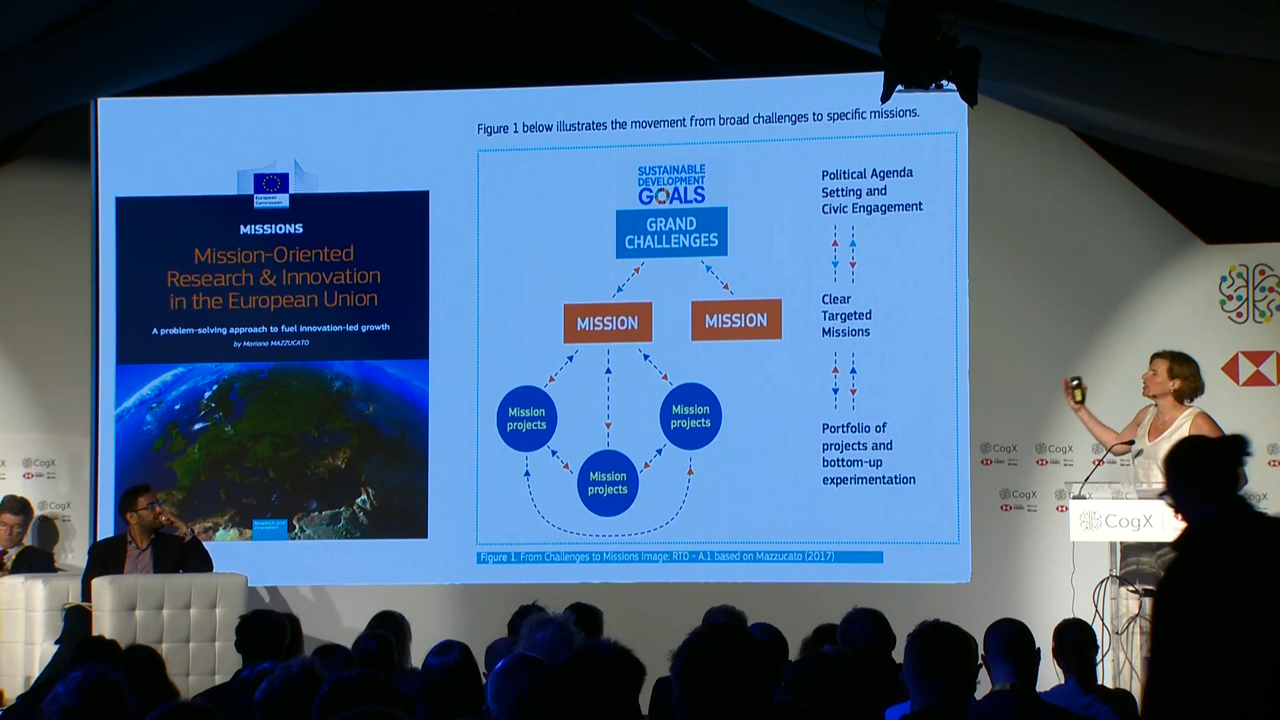 Figure 1 below illustrates the movement from broad challenges to specific missions.
European
Commission
MISSIONS
Mission-Oriented
Research & Innovation
in the European Union
A problem-solving approach to fuel innovation-led growth
by Mariana MAZZUCATO
Research and
Innovation
SUSTAINABLE
DEVELOPMENT
GOALS
GRAND
CHALLENGES
MISSION
MISSION
Mission
projects
Mission
projects
Mission
projects
Political Agenda
Setting and
Civic Engagement
Clear
Targeted
Missions
Portfolio of
projects and
bottom-up
experimentation
Figure 1. From Challenges to Missions Image: RTD - A.1 based on Mazzucato (2017)
CogX
CogX
CogX
CogX
CogX
CogX
CogX